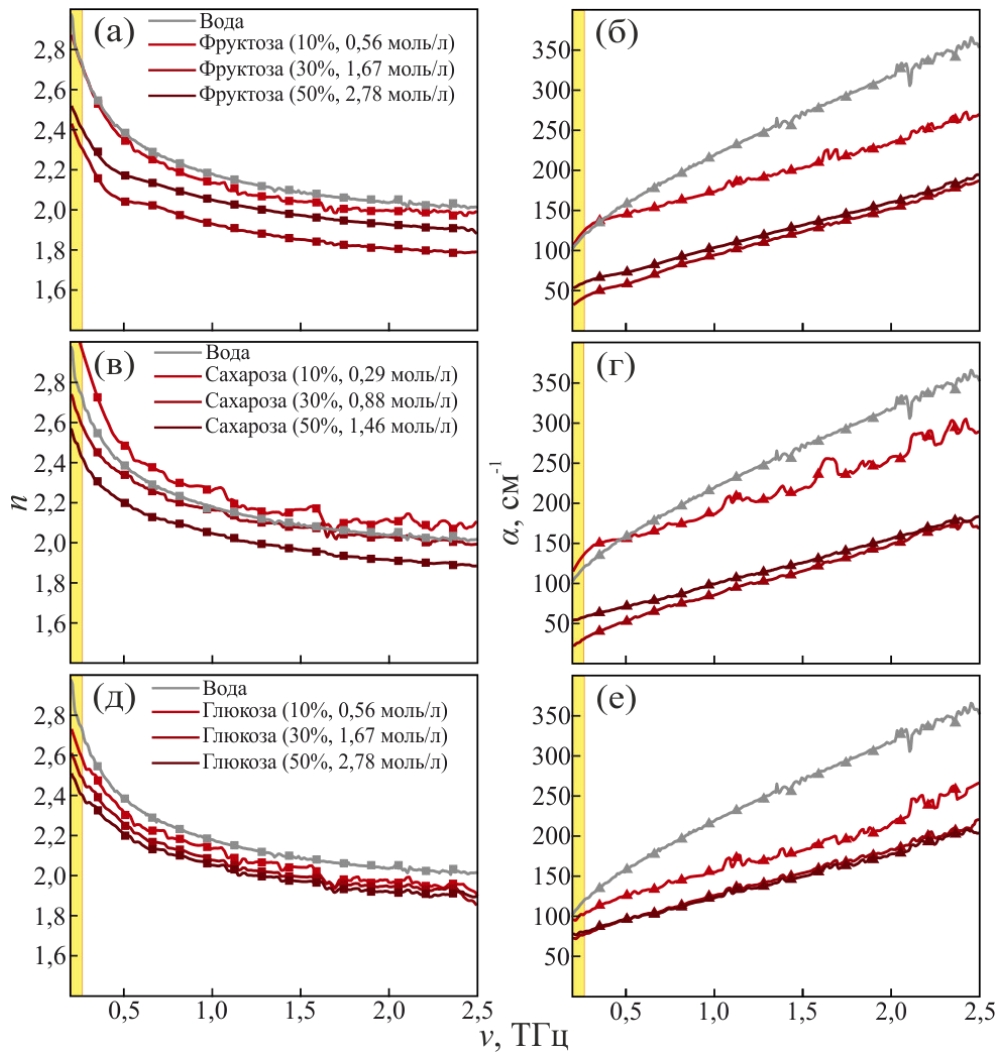 (а)
Вода
Фруктоза (10%, 0,56 моль/л)
Фруктоза (30%, 1,67 моль/л)
Фруктоза (50%, 2,78 моль/л)
2,8
2,6
2,4
2,2
2,0
1,8
1,6
(б)
350
300
250
200
150
100
50
(в)
Вода
Сахароза (10%, 0,29 моль/л)
Сахароза (30%, 0,88 моль/л)
Сахароза (50%, 1,46 моль/л)
2,8
2,6
2,4
2,2
2,0
1,8
1,6
n
(г)
350
300
250
200
150
100
50
α, см⁻¹
(д)
Вода
Глюкоза (10%, 0,56 моль/л)
Глюкоза (30%, 1,67 моль/л)
Глюкоза (50%, 2,78 моль/л)
2,8
2,6
2,4
2,2
2,0
1,8
1,6
0,5 1,0 1,5 2,0 2,5
(е)
350
300
250
200
150
100
50
0,5 1,0 1,5 2,0 2,5
ν, ТГц